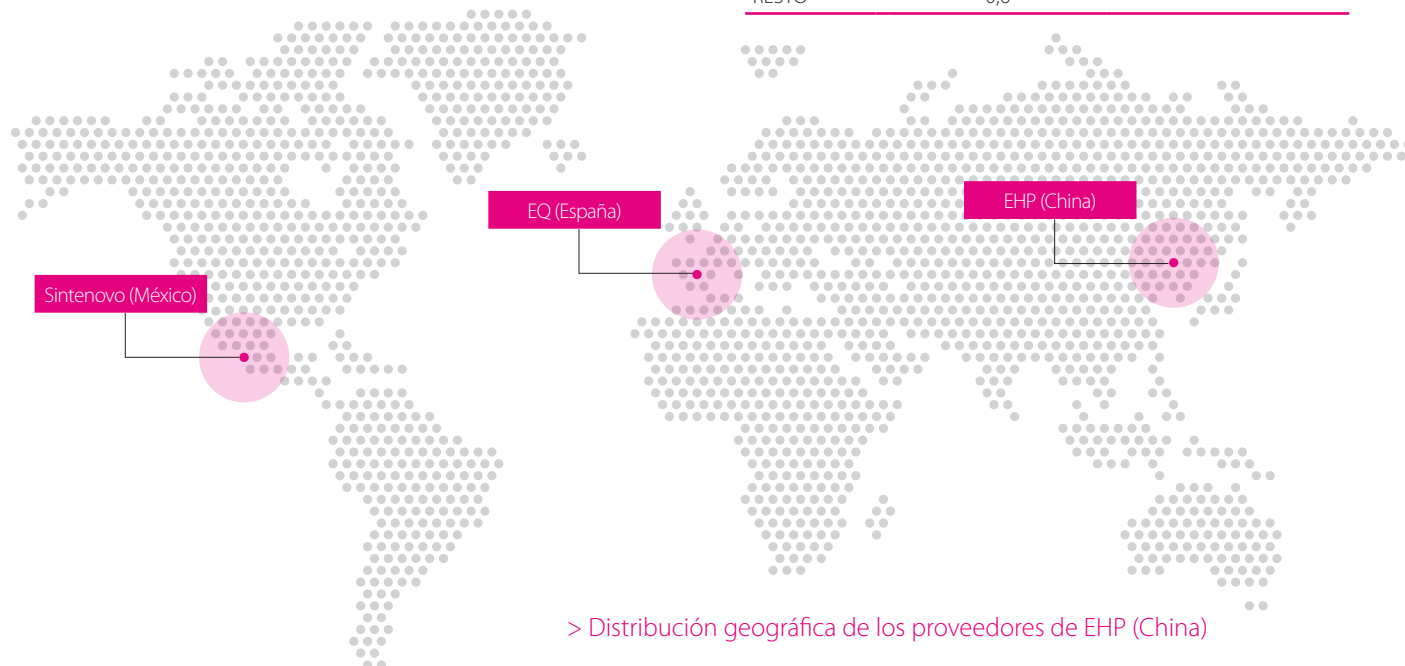 EQ (España)
EHP (China)
Sintenovo (México)
> Distribución geográfica de los proveedores de EHP (China)